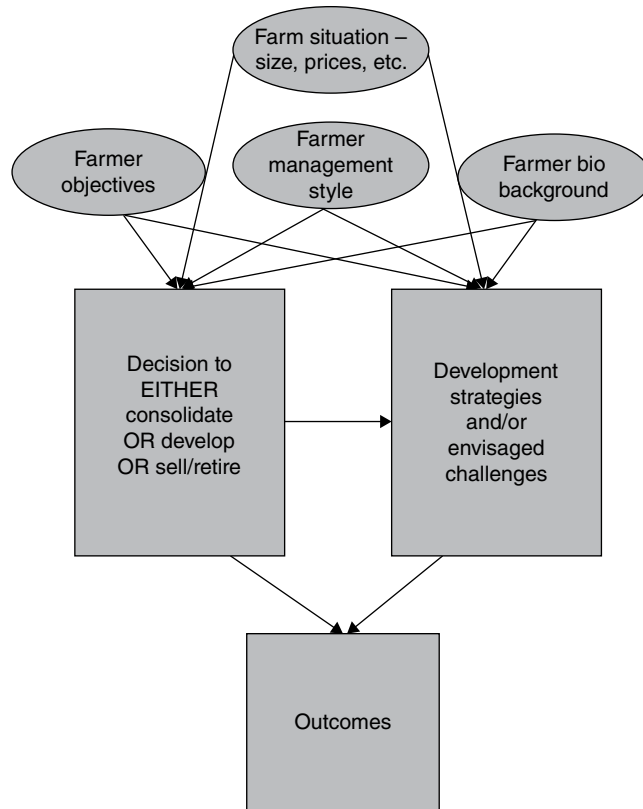 Farm situation –
size, prices, etc.
Farmer
objectives
Farmer
management
style
Farmer bio
background
Decision to
EITHER
consolidate
OR develop
OR sell/retire
Development
strategies
and/or
envisaged
challenges
Outcomes